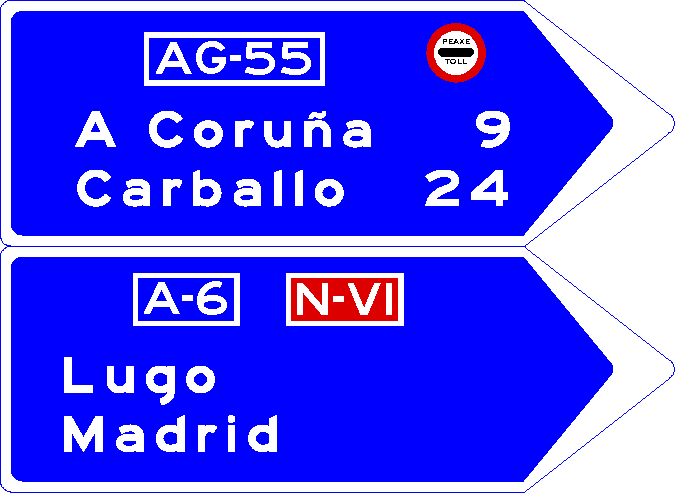 AG-55
PEAXE
TOLL
A Coruña 9
Carballo 24
A-6 N-VI
Lugo
Madrid